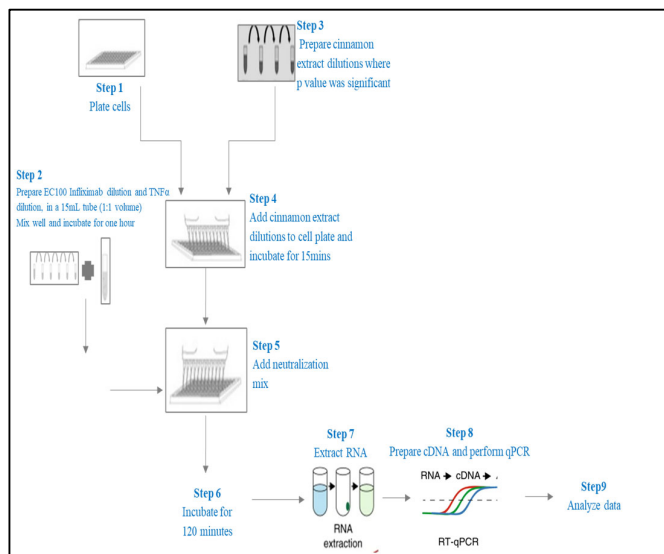 Step 1
Plate cells
Step 3
Prepare cinnamon
extract dilutions where
p value was significant
Step 2
Prepare EC100 Infliximab dilution and TNFα
dilution, in a 15mL tube (1:1 volume)
Mix well and incubate for one hour
Step 4
Add cinnamon extract
dilutions to cell plate and
incubate for 15mins
Step 5
Add neutralization
mix
Step 6
Incubate for
120 minutes
Step 7
Extract RNA
RNA
extraction
Step 8
Prepare cDNA and perform qPCR
RNA cDNA
RT-qPCR
Step9
Analyze data